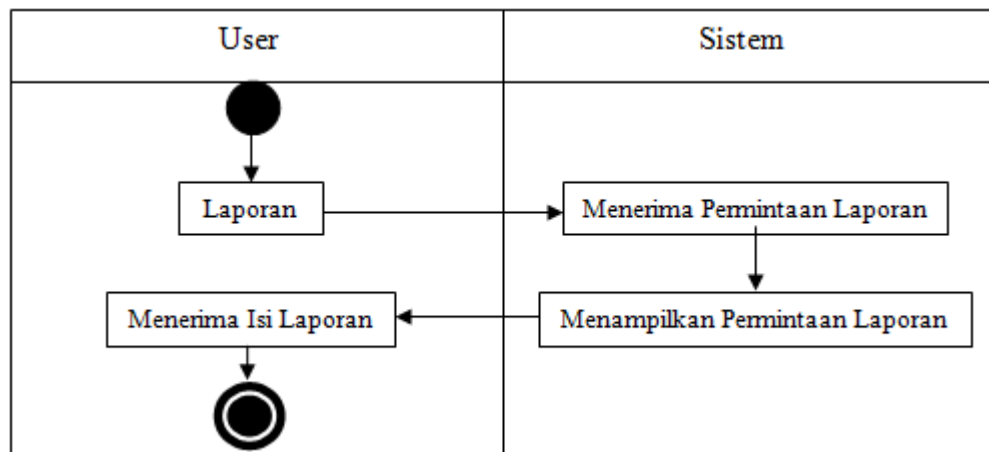 User
Sistem
Laporan
Menerima Permintaan Laporan
Menerima Isi Laporan
Menampilkan Permintaan Laporan